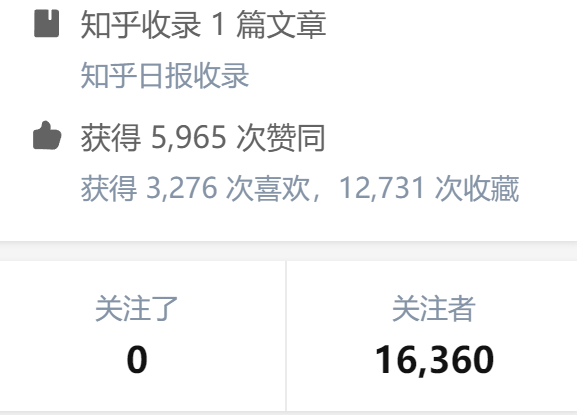 知乎收录 1 篇文章
知乎日报收录
获得 5,965 次赞同
获得 3,276 次喜欢，12,731 次收藏
关注了
关注者
0
16,360